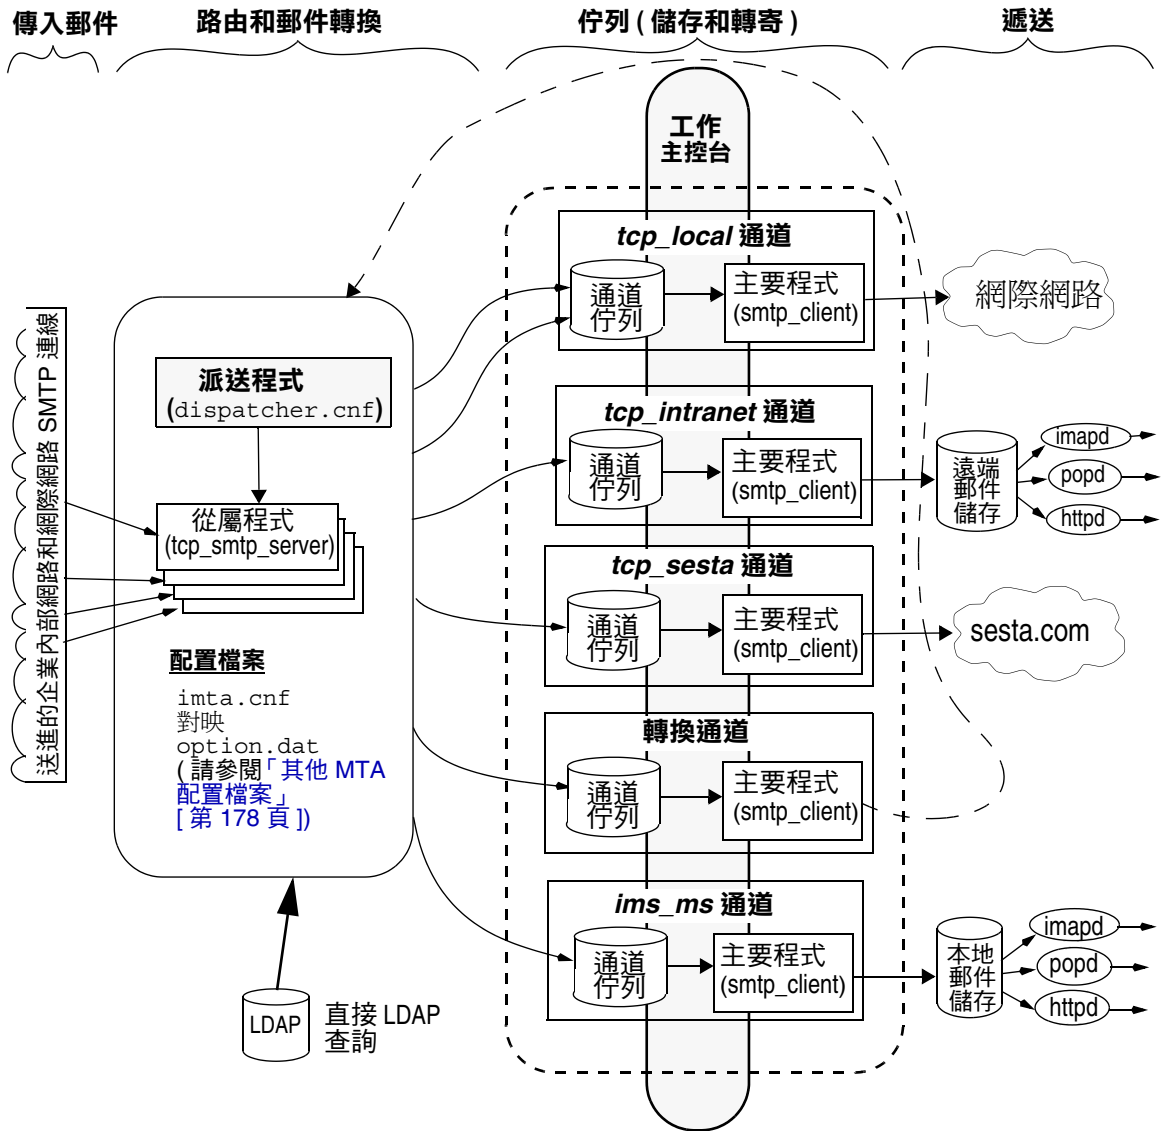 傳入郵件
路由和郵件轉換
佇列 ( 儲存和轉寄 )
遞送
工作
主控台
送進的企業內部網路和網際網路 SMTP 連線
派送程式
(dispatcher.cnf)
從屬程式
(tcp_smtp_server)
配置檔案
imta.cnf
對映
option.dat
( 請參閱「其他 MTA
配置檔案」
[ 第 178 頁 ])
LDAP
直接 LDAP
查詢
tcp_local 通道
通道
佇列
主要程式
(smtp_client)
網際網路
tcp_intranet 通道
通道
佇列
主要程式
(smtp_client)
遠端
郵件
儲存
imapd
popd
httpd
tcp_sesta 通道
通道
佇列
主要程式
(smtp_client)
sesta.com
轉換通道
通道
佇列
主要程式
(smtp_client)
ims_ms 通道
通道
佇列
主要程式
(smtp_client)
本地
郵件
儲存
imapd
popd
httpd